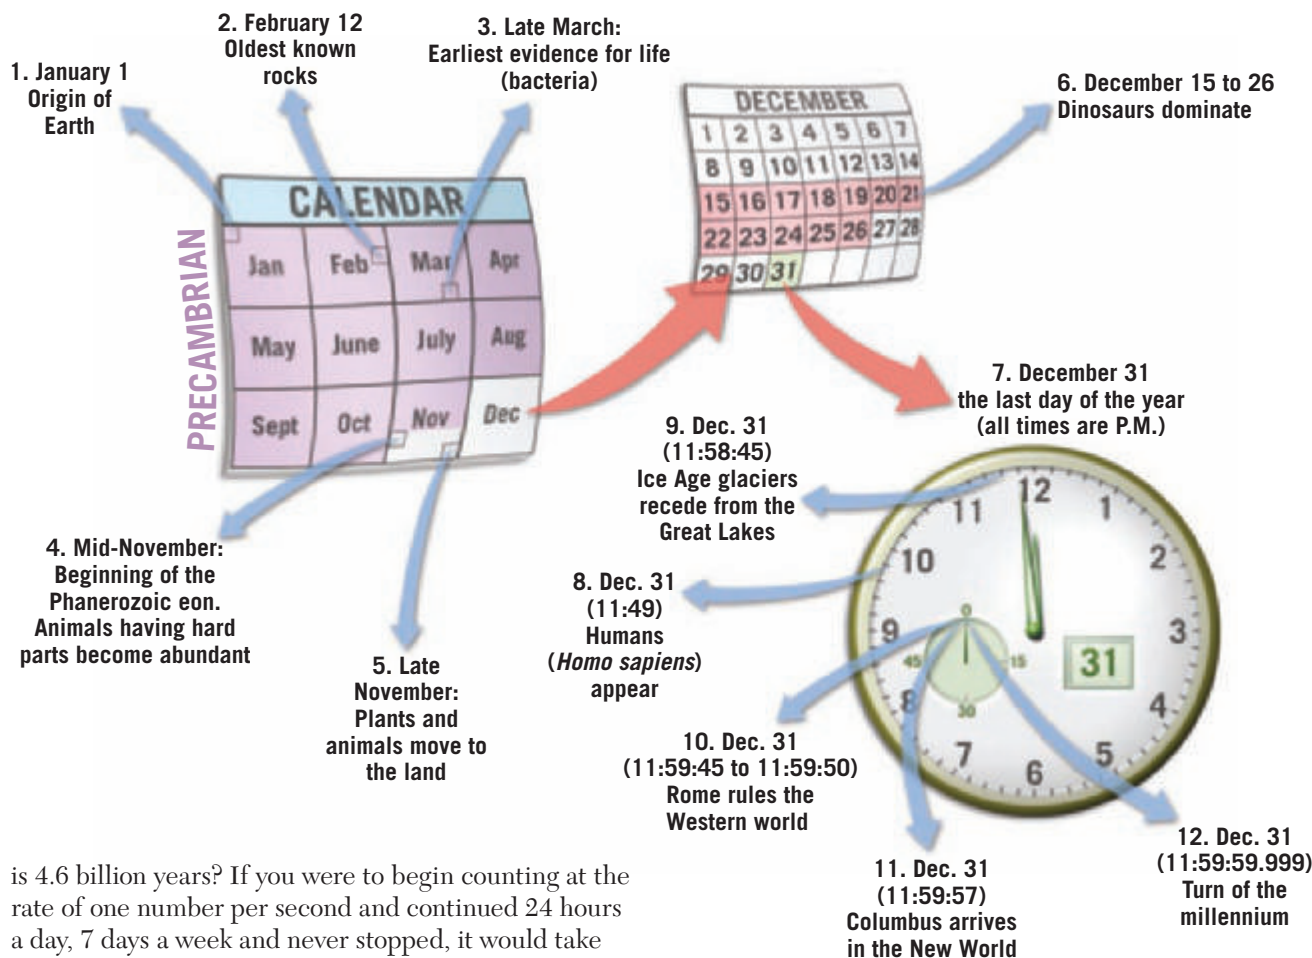 1. January 1
Origin of
Earth
2. February 12
Oldest known
rocks
3. Late March:
Earliest evidence for life
(bacteria)
PRECAMBRIAN
CALENDAR
Jan Feb Mar Apr
May June July Aug
Sept Oct Nov Dec
DECEMBER
1 2 3 4 5 6 7
8 9 10 11 12 13 14
15 16 17 18 19 20 21
22 23 24 25 26 27 28
29 30 31
6. December 15 to 26
Dinosaurs dominate
4. Mid-November:
Beginning of the
Phanerozoic eon.
Animals having hard
parts become abundant
5. Late
November:
Plants and
animals move to
the land
7. December 31
the last day of the year
(all times are P.M.)
9. Dec. 31
(11:58:45)
Ice Age glaciers
recede from the
Great Lakes
8. Dec. 31
(11:49)
Humans
(Homo sapiens)
appear
12
1
2
3
4
5
6
7
8
9
10
11
0
15
30
45
31
10. Dec. 31
(11:59:45 to 11:59:50)
Rome rules the
Western world
11. Dec. 31
(11:59:57)
Columbus arrives
in the New World
12. Dec. 31
(11:59:59.999)
Turn of the
millennium
is 4.6 billion years? If you were to begin counting at the
rate of one number per second and continued 24 hours
a day, 7 days a week and never stopped, it would take